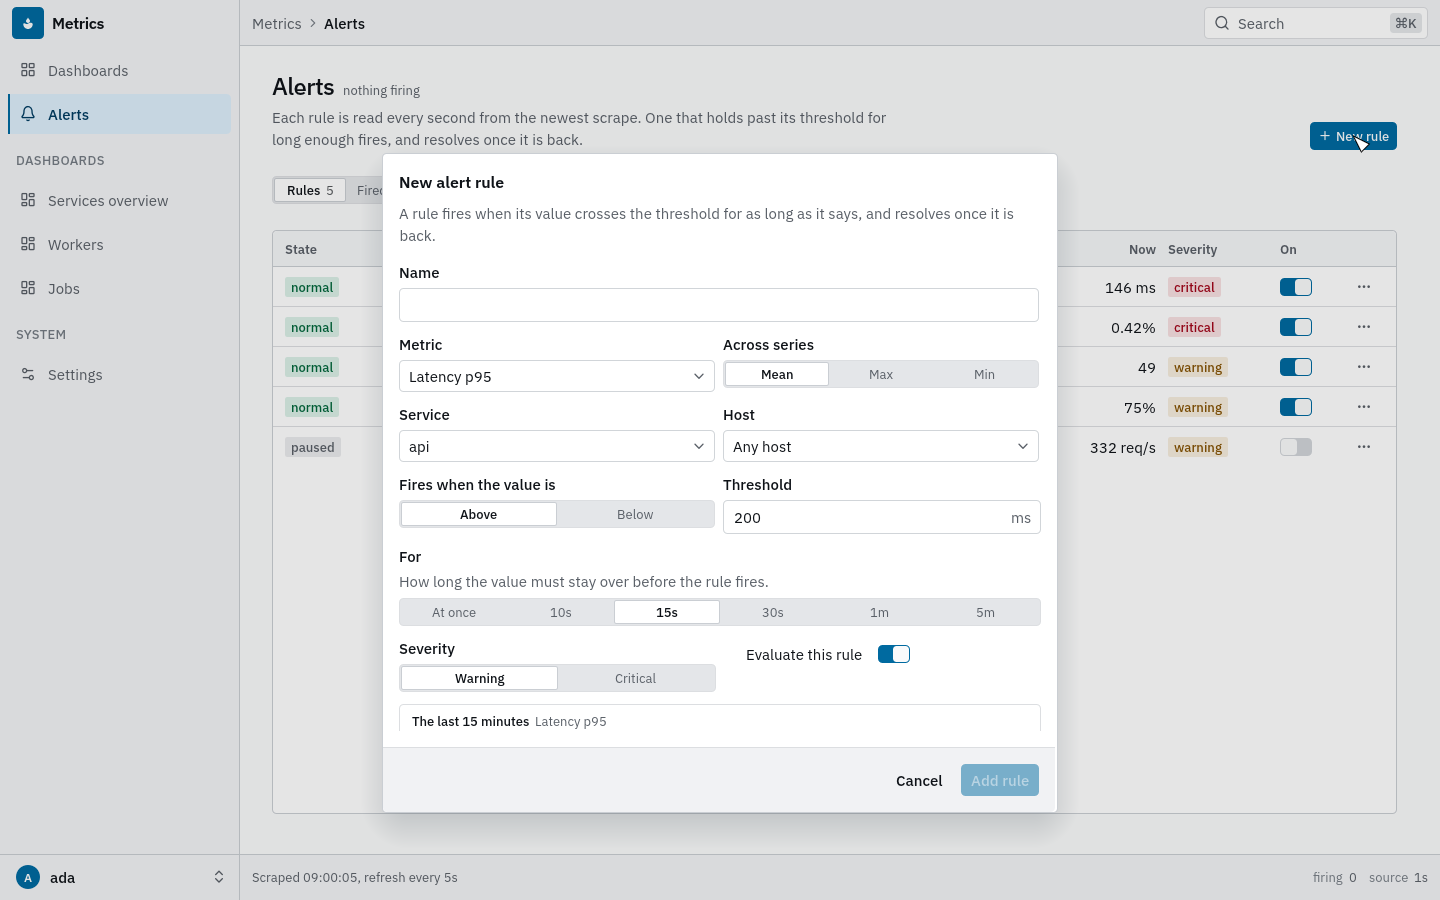 Metrics
Metrics > Alerts
Search ⌘K
Dashboards
Alerts
DASHBOARDS
Services overview
Workers
Jobs
SYSTEM
Settings
Alerts nothing firing
Each rule is read every second from the newest scrape. One that holds past its threshold for
long enough fires, and resolves once it is back.
+ New rule
Rules 5
State Now Severity On
normal 146 ms critical
normal 0.42% critical
normal 49 warning
normal 75% warning
paused 332 req/s warning
New alert rule
A rule fires when its value crosses the threshold for as long as it says, and resolves once it is
back.
Name
Metric Across series
Latency p95 Mean Max Min
Service Host
api Any host
Fires when the value is Threshold
Above Below 200 ms
For
How long the value must stay over before the rule fires.
At once 10s 15s 30s 1m 5m
Severity Evaluate this rule
Warning Critical
The last 15 minutes Latency p95
Cancel Add rule
A ada
Scraped 09:00:05, refresh every 5s
firing 0 source 1s